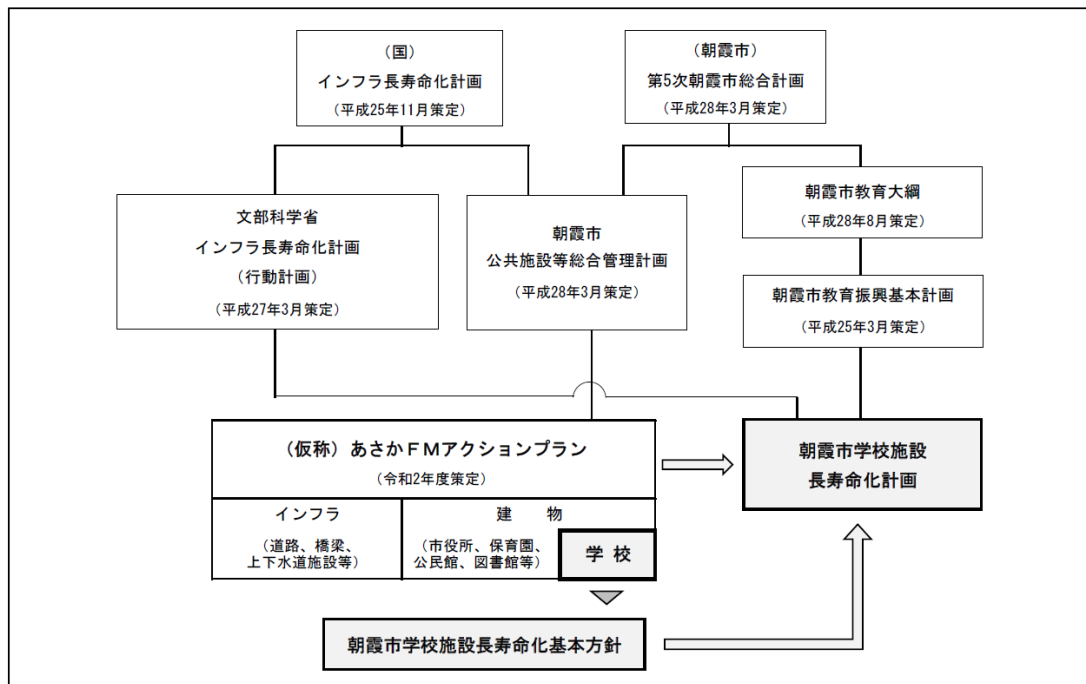 （国）
インフラ長寿命化計画
（平成25年11月策定）
（朝霞市）
第5次朝霞市総合計画
（平成28年3月策定）
文部科学省
インフラ長寿命化計画
（行動計画）
（平成27年3月策定）
朝霞市
公共施設等総合管理計画
（平成28年3月策定）
朝霞市教育大綱
（平成28年8月策定）
朝霞市教育振興基本計画
（平成25年3月策定）
（仮称）あさかＦＭアクションプラン
（令和2年度策定）
インフラ
（道路、橋梁、
上下水道施設等）
建　物
（市役所、保育園、
公民館、図書館等）
学 校
朝霞市学校施設
長寿命化計画
朝霞市学校施設長寿命化基本方針